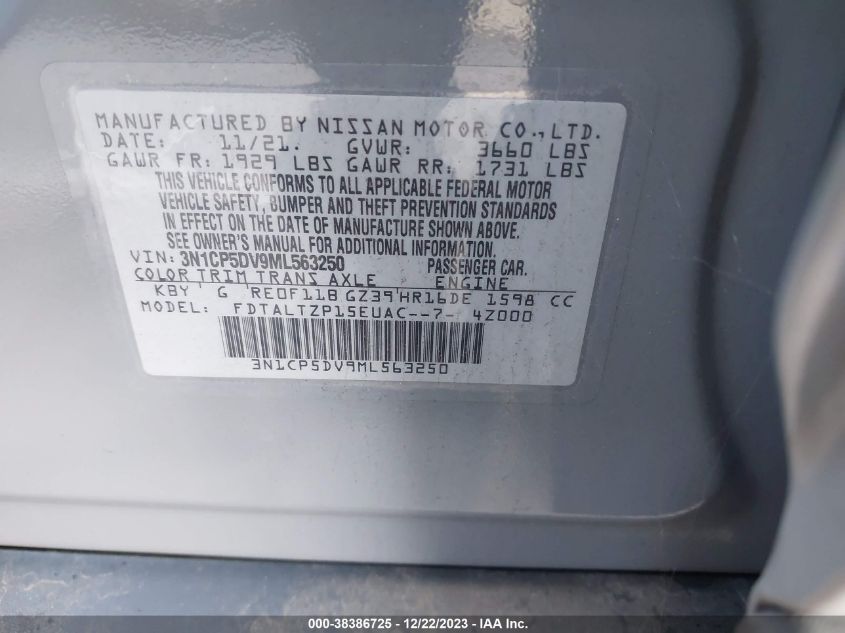 MANUFACTURED BY NISSAN MOTOR CO.,LTD.
DATE: 11/21. GVWR: 3660 LBS
GAWR FR: 1929 LBS GAWR RR: 1731 LBS
THIS VEHICLE CONFORMS TO ALL APPLICABLE FEDERAL MOTOR
VEHICLE SAFETY, BUMPER AND THEFT PREVENTION STANDARDS
IN EFFECT ON THE DATE OF MANUFACTURE SHOWN ABOVE.
SEE OWNER'S MANUAL FOR ADDITIONAL INFORMATION.
VIN: 3N1CP5DV9ML563250 PASSENGER CAR.
COLOR TRIM TRANS AXLE ENGINE
KBY G RE0F11B GZ39 HR16DE 1598 CC
MODEL: FDTALTZP15EUAC--7- 4Z000
3N1CP5DV9ML563250
000-38386725 - 12/22/2023 - COPYRIGHT © IAA, INC.